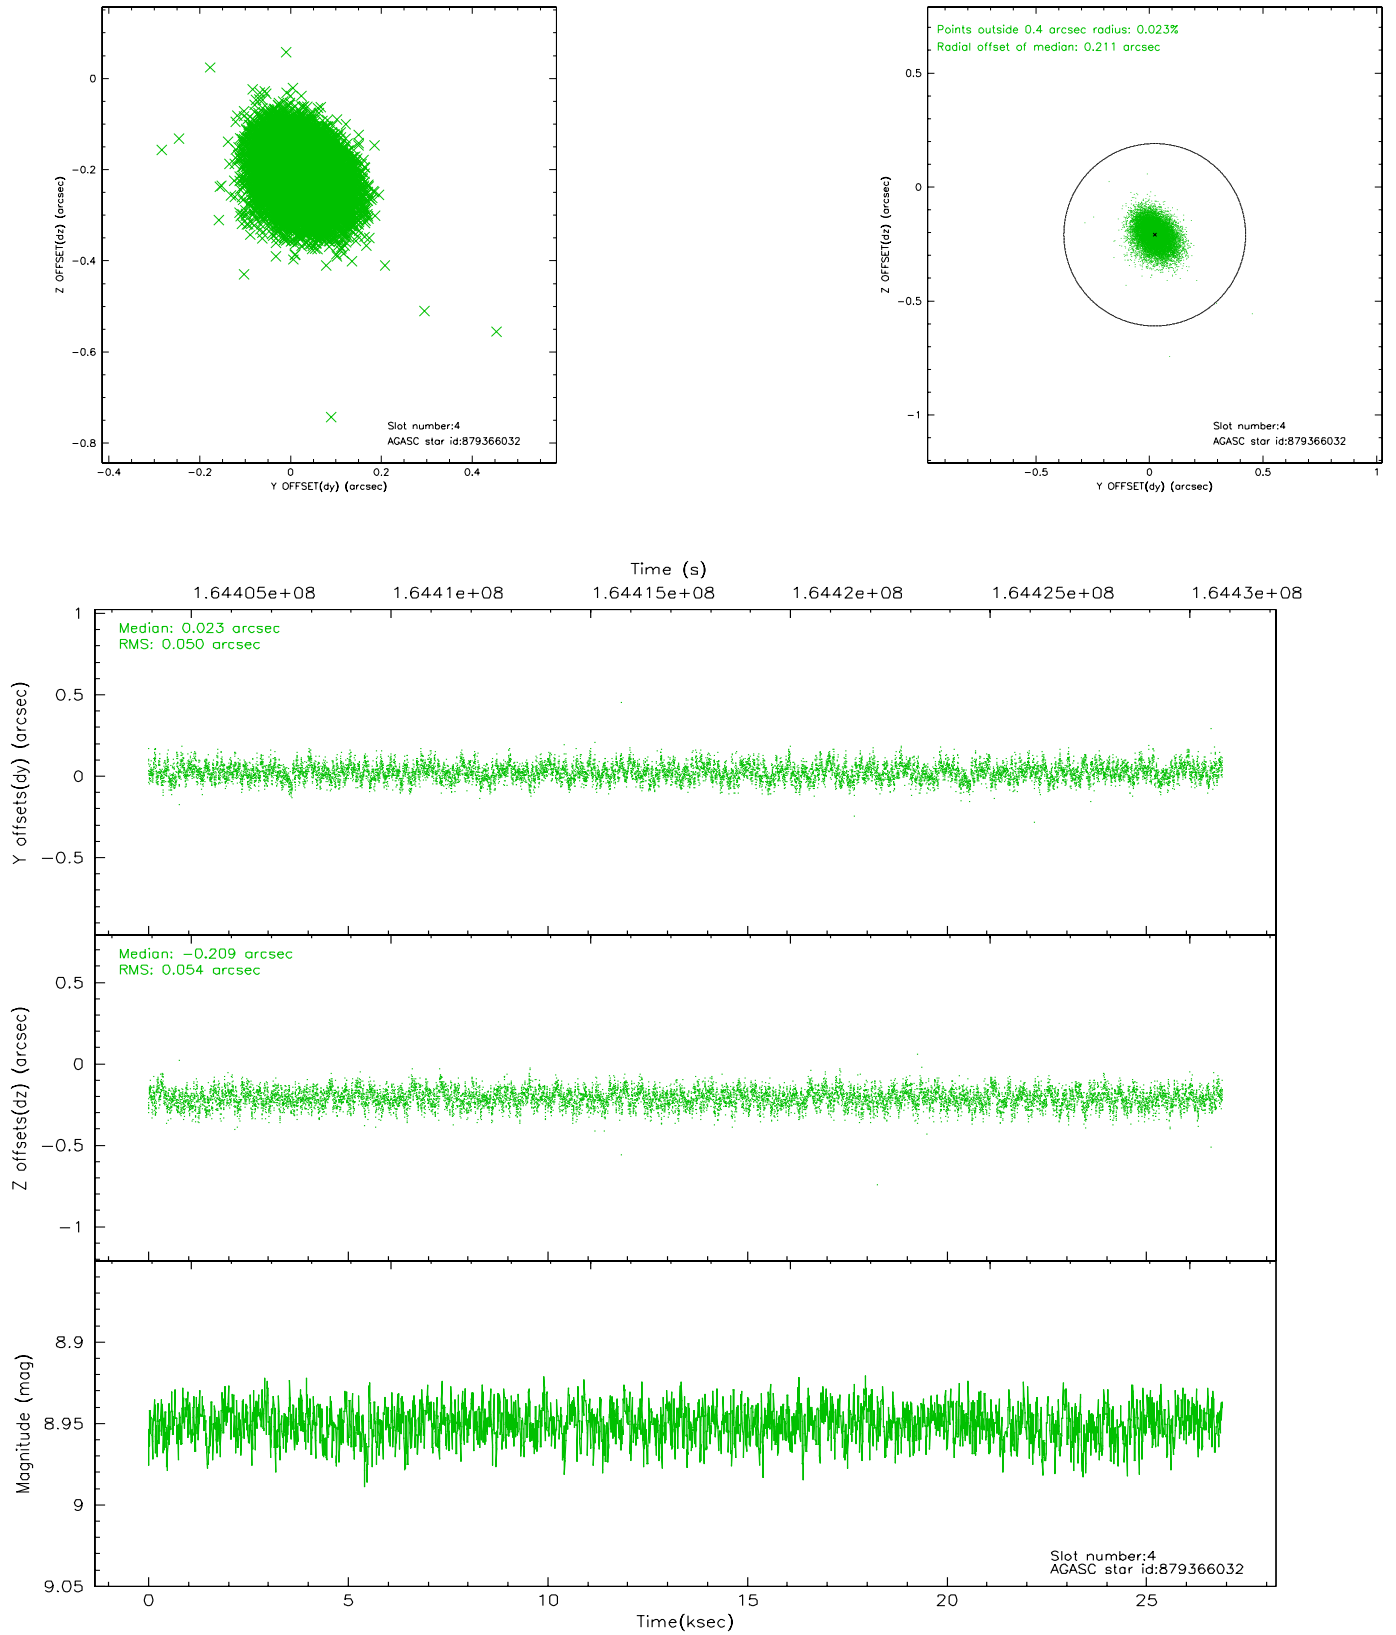 0
−0.2
−0.4
−0.6
−0.8
Z OFFSET(dz) (arcsec)
Slot number:4
AGASC star id:879366032
−0.4
−0.2
0
0.2
0.4
Y OFFSET(dy) (arcsec)
Points outside 0.4 arcsec radius: 0.023%
Radial offset of median: 0.211 arcsec
0.5
0
−0.5
−1
Z OFFSET(dz) (arcsec)
Slot number:4
AGASC star id:879366032
−0.5
0
0.5
1
Y OFFSET(dy) (arcsec)
Time (s)
1.64405e+08
1.6441e+08
1.64415e+08
1.6442e+08
1.64425e+08
1.6443e+08
Median: 0.023 arcsec
RMS: 0.050 arcsec
1
0.5
0
−0.5
Y offsets(dy) (arcsec)
Median: −0.209 arcsec
RMS: 0.054 arcsec
0.5
0
−0.5
−1
Z offsets(dz) (arcsec)
8.9
8.95
9
9.05
Magnitude (mag)
Slot number:4
AGASC star id:879366032
0
5
10
15
20
25
Time(ksec)